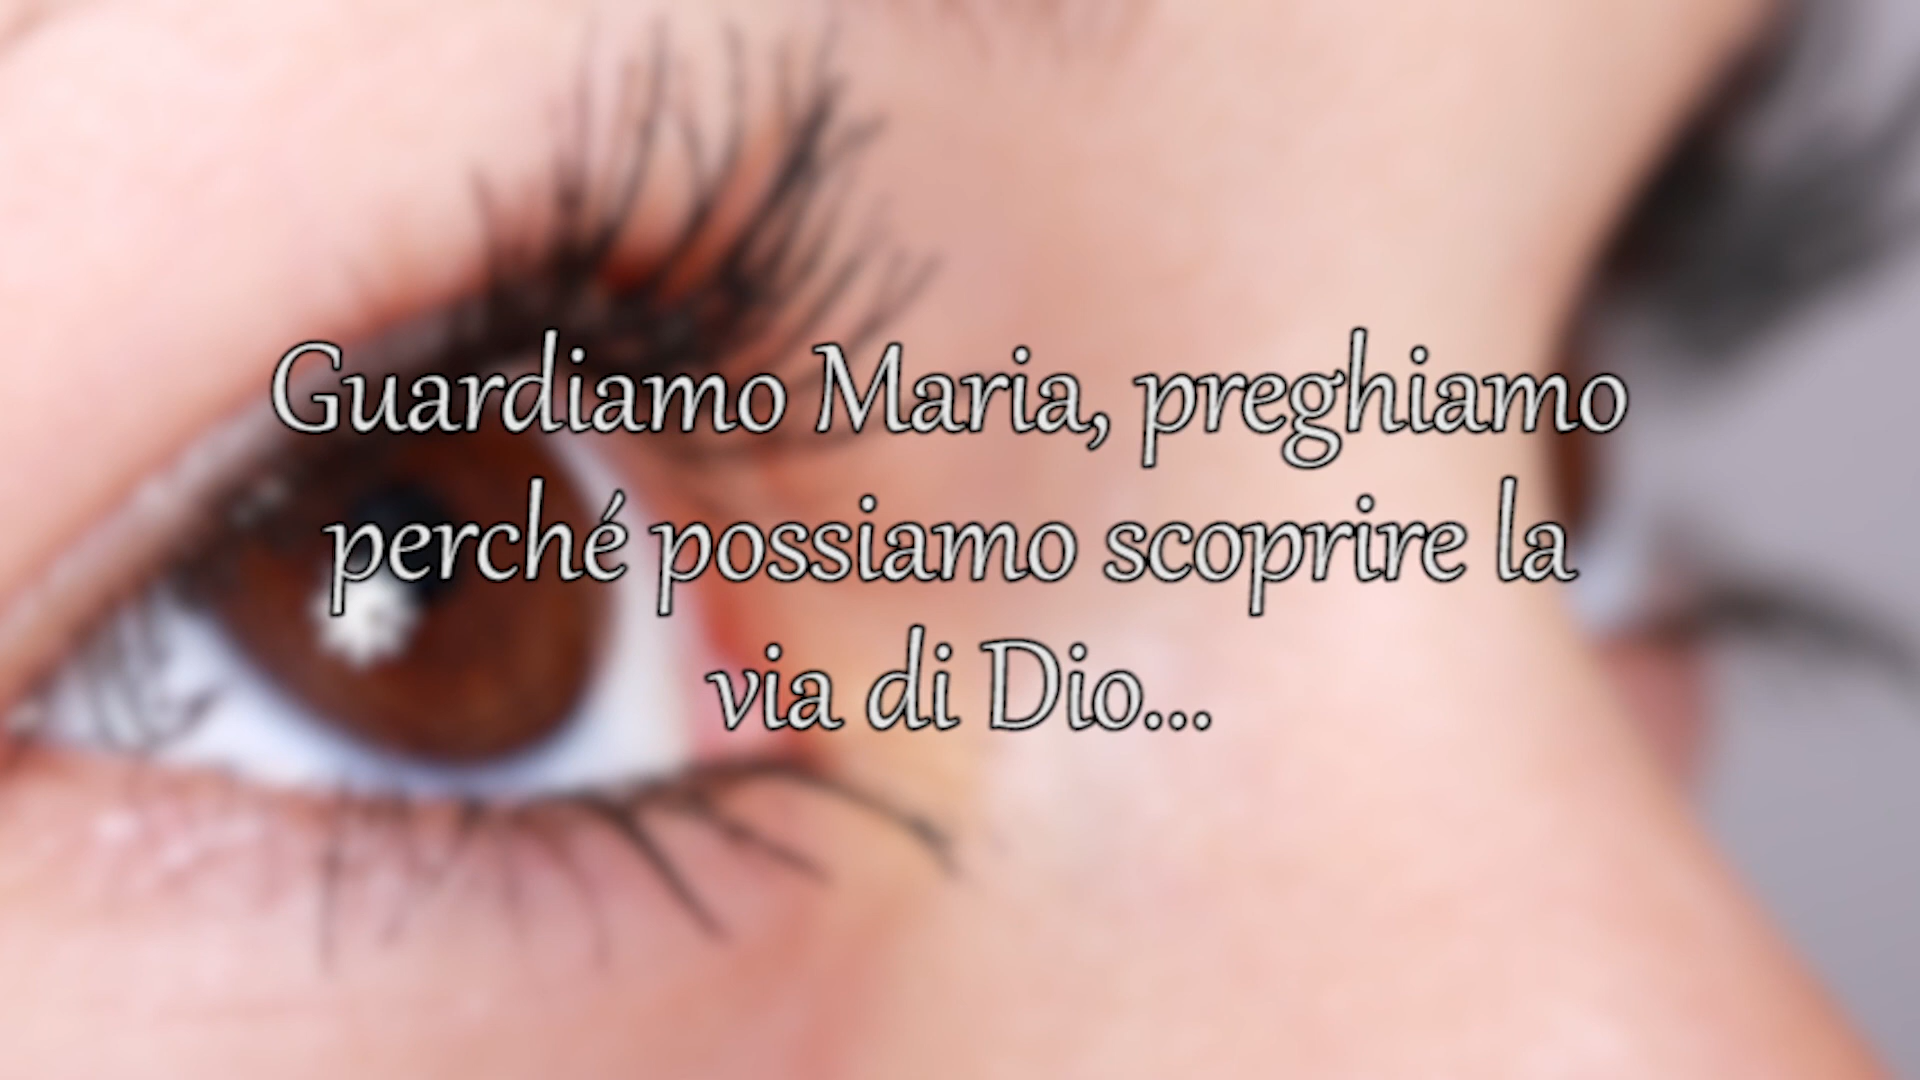 Guardiamo Maria, preghiamo
perché possiamo scoprire la
via di Dio...